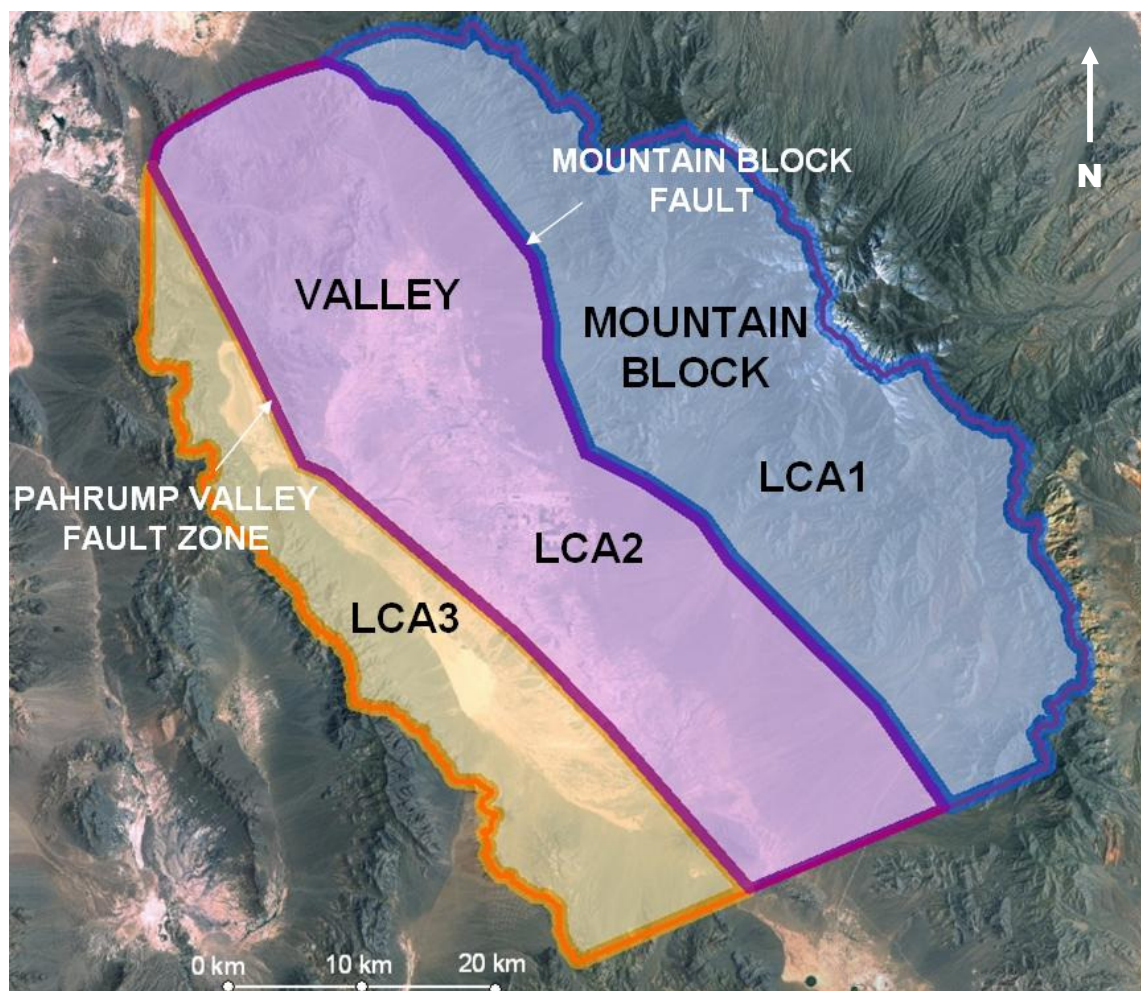 N
MOUNTAIN BLOCK
FAULT
VALLEY
MOUNTAIN
BLOCK
LCA1
PAHRUMP VALLEY
FAULT ZONE
LCA2
LCA3
0 km
10 km
20 km